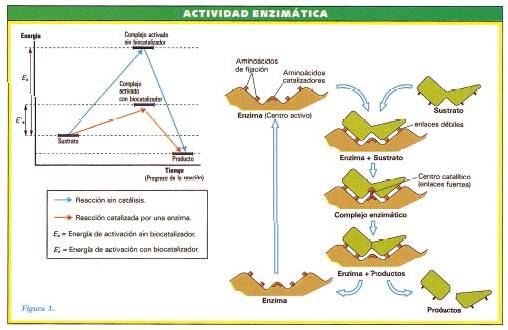 ACTIVIDAD ENZIMÁTICA
Energía
Complejo activado
sin biocatalizador
Complejo
activado
con biocatalizador
Eₐ
E'ₐ
Sustrato
Producto
Tiempo
(Progreso de la reacción)
Reacción sin catálisis.
Reacción catalizada por una enzima.
Eₐ = Energía de activación sin biocatalizador.
E'ₐ = Energía de activación con biocatalizador.
Figura 1.
Aminoácidos
de fijación
Aminoácidos
catalizadores
Enzima (Centro activo)
Sustrato
enlaces débiles
Enzima + Sustrato
Centro catalítico
(enlaces fuertes)
Complejo enzimático
Enzima + Productos
Enzima
Productos